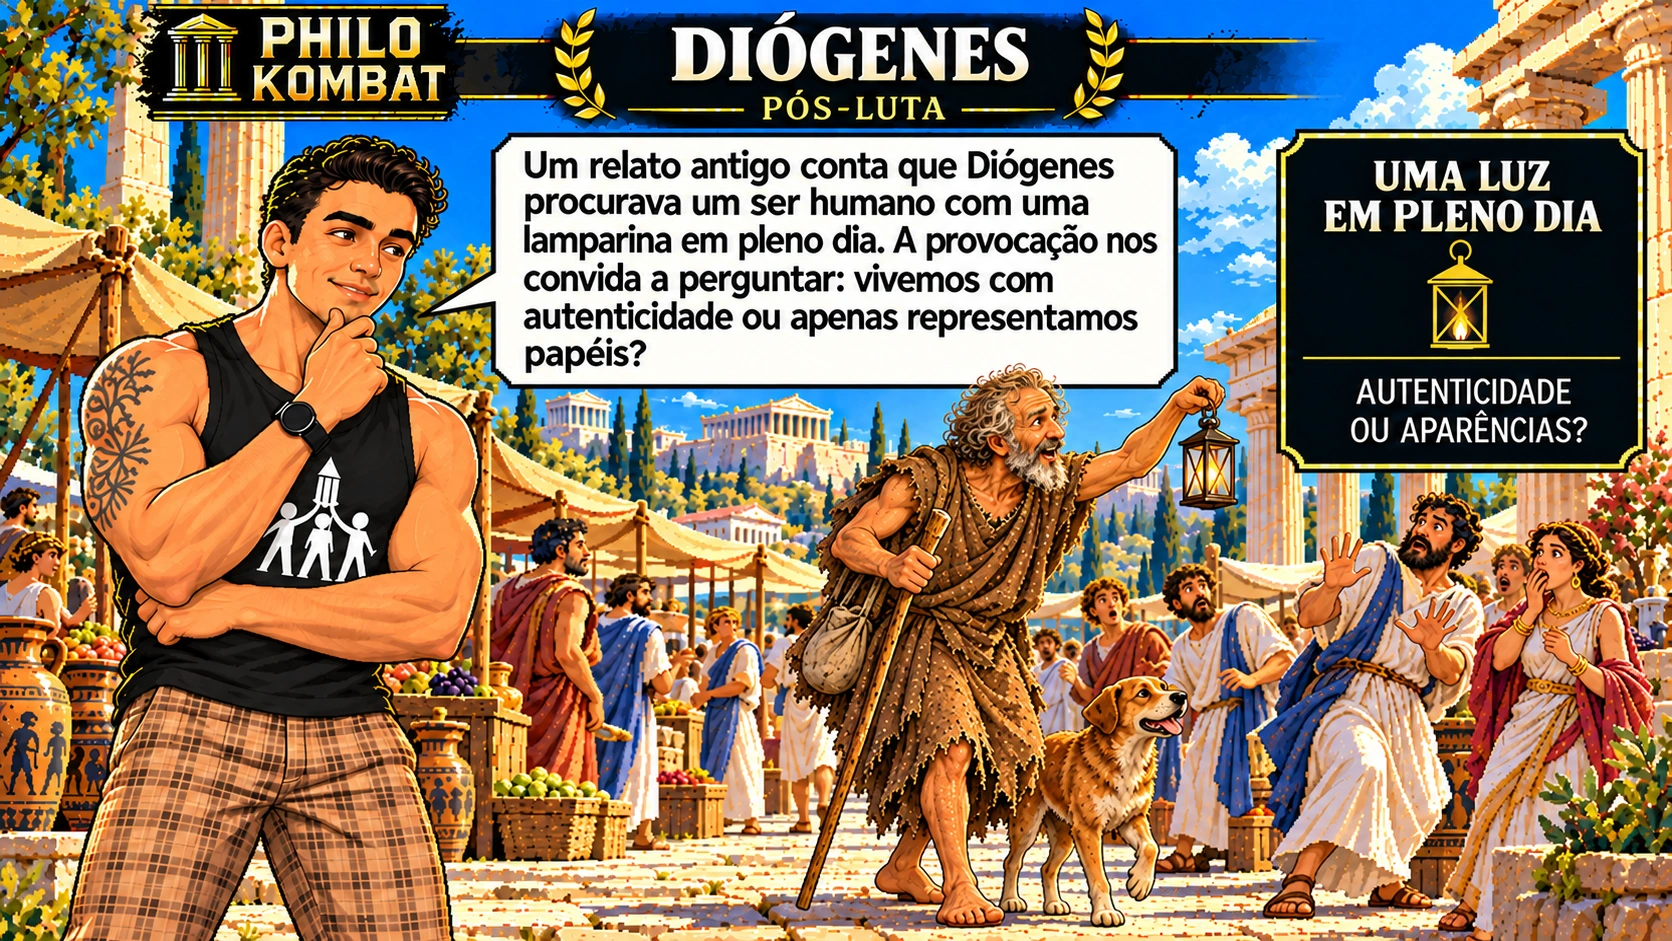 PHILO
KOMBAT
DIÓGENES
PÓS-LUTA
Um relato antigo conta que Diógenes
procurava um ser humano com uma
lamparina em pleno dia. A provocação nos
convida a perguntar: vivemos com
autenticidade ou apenas representamos
papéis?
UMA LUZ
EM PLENO DIA
AUTENTICIDADE
OU APARÊNCIAS?